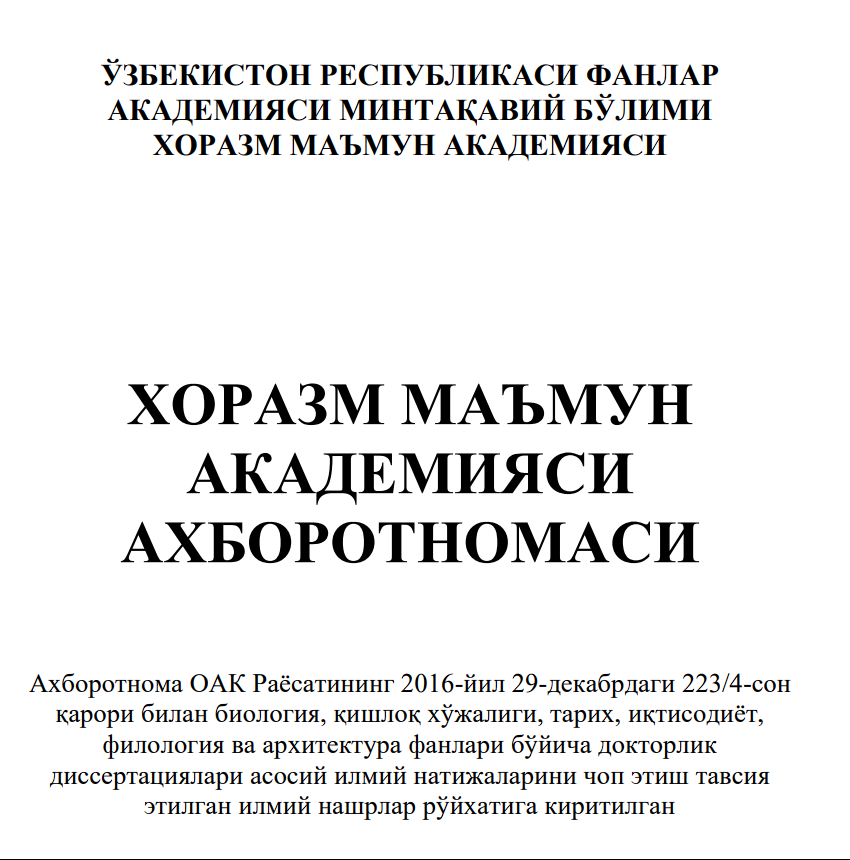 ЎЗБЕКИСТОН РЕСПУБЛИКАСИ ФАНЛАР
АКАДЕМИЯСИ МИНТАҚАВИЙ БЎЛИМИ
ХОРАЗМ МАЪМУН АКАДЕМИЯСИ
ХОРАЗМ МАЪМУН
АКАДЕМИЯСИ
АХБОРОТНОМАСИ
Ахборотнома ОАК Раёсатининг 2016-йил 29-декабрдаги 223/4-сон
қарори билан биология, қишлоқ хўжалиги, тарих, иқтисодиёт,
филология ва архитектура фанлари бўйича докторлик
диссертациялари асосий илмий натижаларини чоп этиш тавсия
этилган илмий нашрлар рўйхатига киритилган